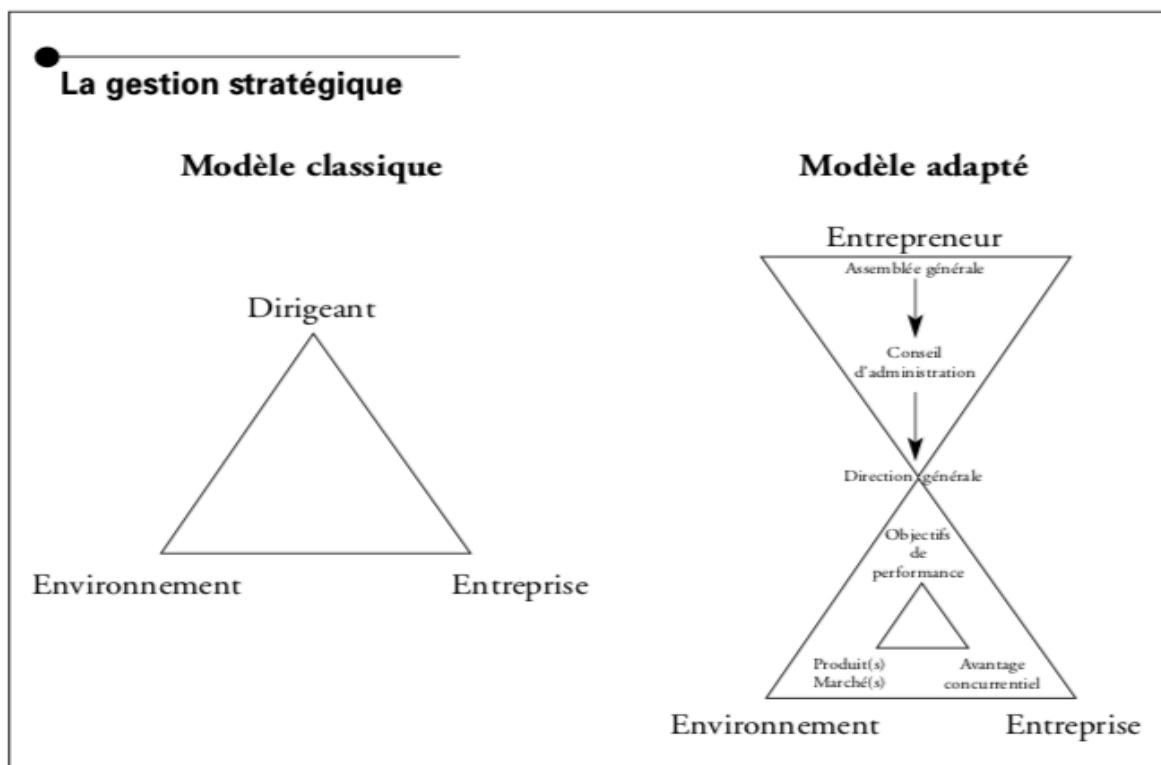 La gestion stratégique
Modèle classique
Dirigeant
Environnement
Entreprise
Modèle adapté
Entrepreneur
Assemblée générale
Conseil
d'administration
Direction générale
Objectifs
de
performance
Produit(s)
Marché(s)
Avantage
concurrentiel
Environnement
Entreprise